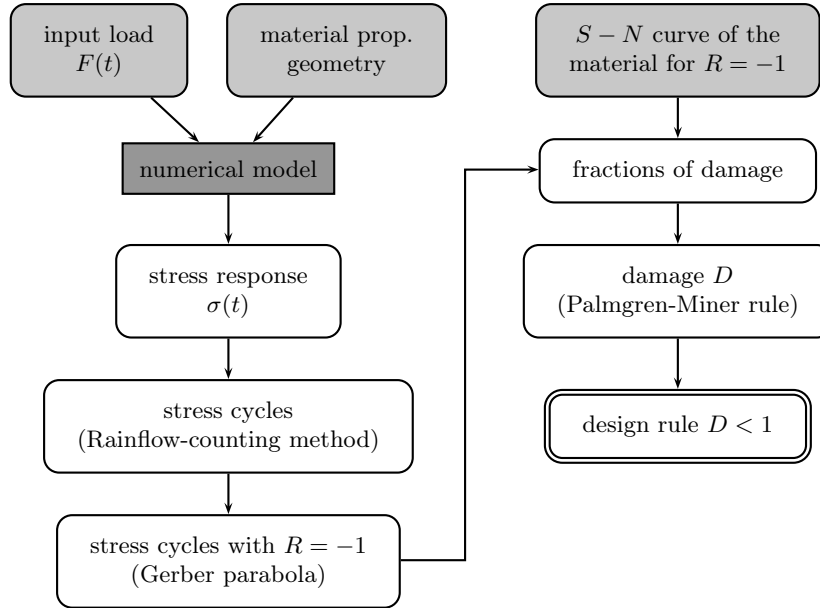 input load
F(t)
material prop.
geometry
S − N curve of the
material for R = −1
numerical model
fractions of damage
stress response
σ(t)
damage D
(Palmgren-Miner rule)
stress cycles
(Rainflow-counting method)
design rule D < 1
stress cycles with R = −1
(Gerber parabola)